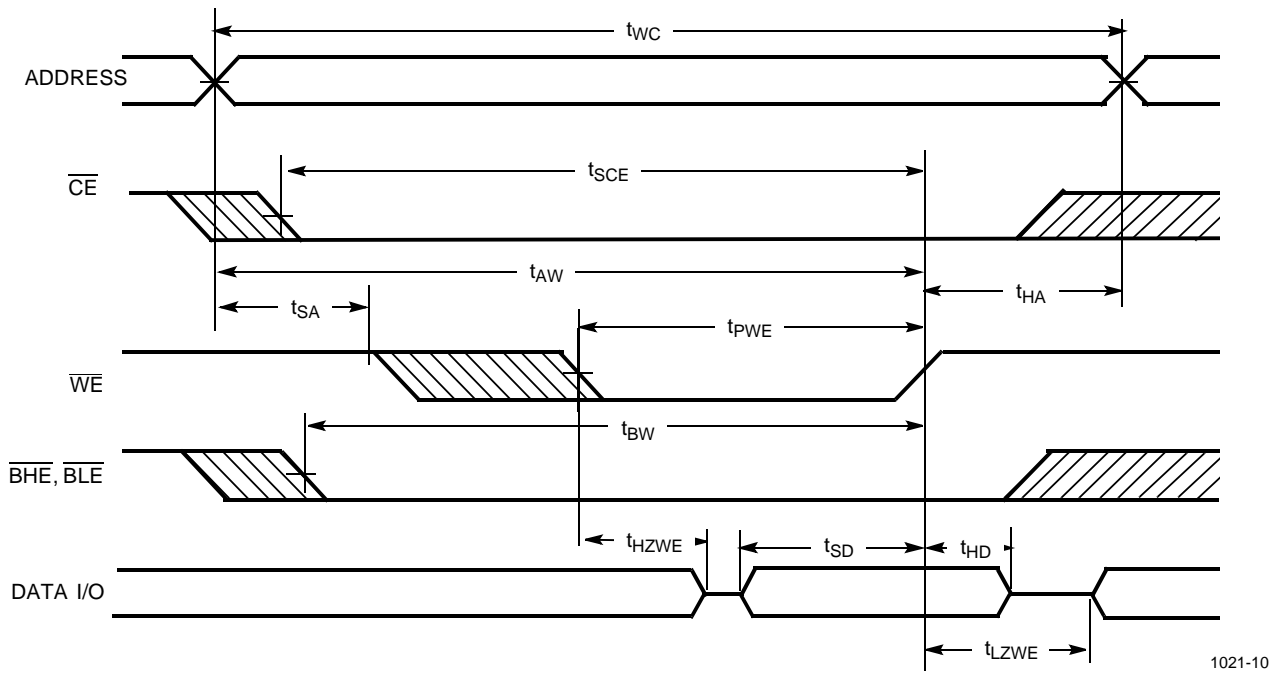 tWC
ADDRESS
tSCE
CE
tAW
tSA
tHA
tPWE
WE
tBW
BHE, BLE
tHZWE
tSD
tHD
DATA I/O
tLZWE
1021-10